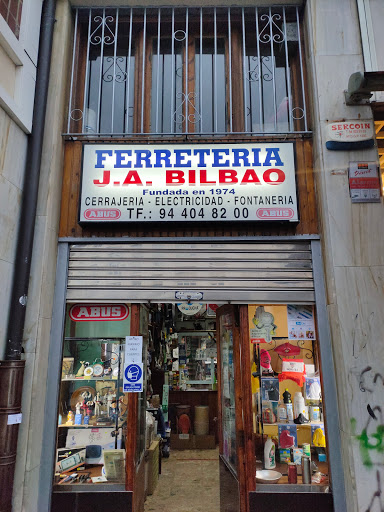 FERRETERIA
J.A. BILBAO
Fundada en 1974
CERRAJERIA - ELECTRICIDAD - FONTANERIA
ABUS
TF.: 94 404 82 00
ABUS
SERCOIN
ABUS